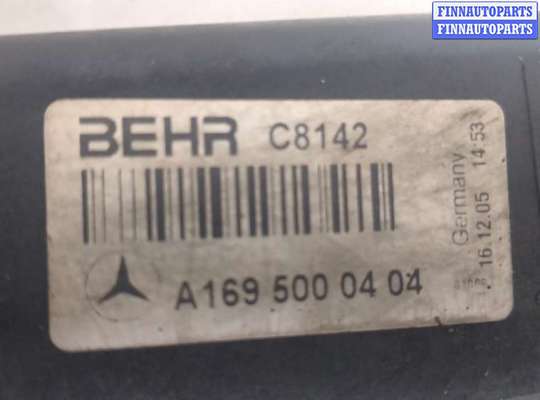 FINNAUTOPARTS
FINNAUTOPARTS
BEHR C8142
A169 500 04 04
Germany
16.12.05 14:53